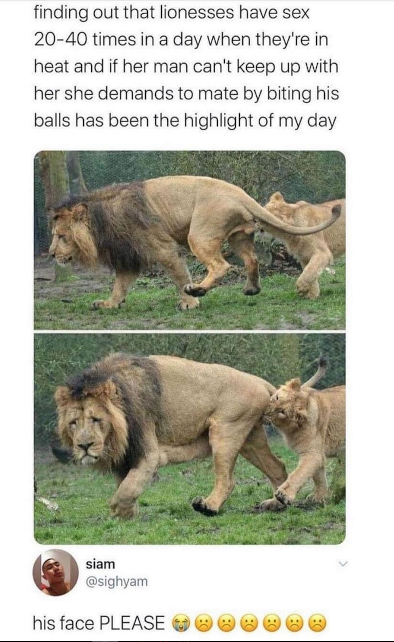 finding out that lionesses have sex
20-40 times in a day when they're in
heat and if her man can't keep up with
her she demands to mate by biting his
balls has been the highlight of my day
siam
@sighyam
his face PLEASE 😭☹️☹️☹️☹️☹️☹️